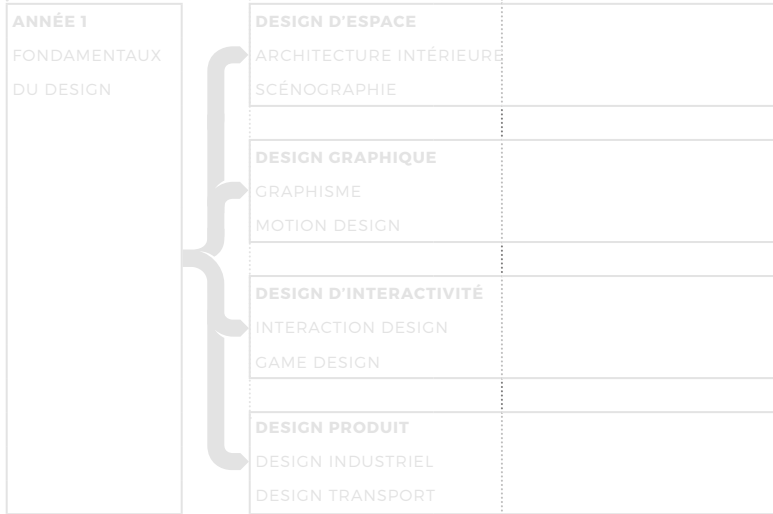 ANNÉE 1
FONDAMENTAUX
DU DESIGN
DESIGN D'ESPACE
ARCHITECTURE INTÉRIEURE
SCÉNOGRAPHIE
DESIGN GRAPHIQUE
GRAPHISME
MOTION DESIGN
DESIGN D'INTERACTIVITÉ
INTERACTION DESIGN
GAME DESIGN
DESIGN PRODUIT
DESIGN INDUSTRIEL
DESIGN TRANSPORT